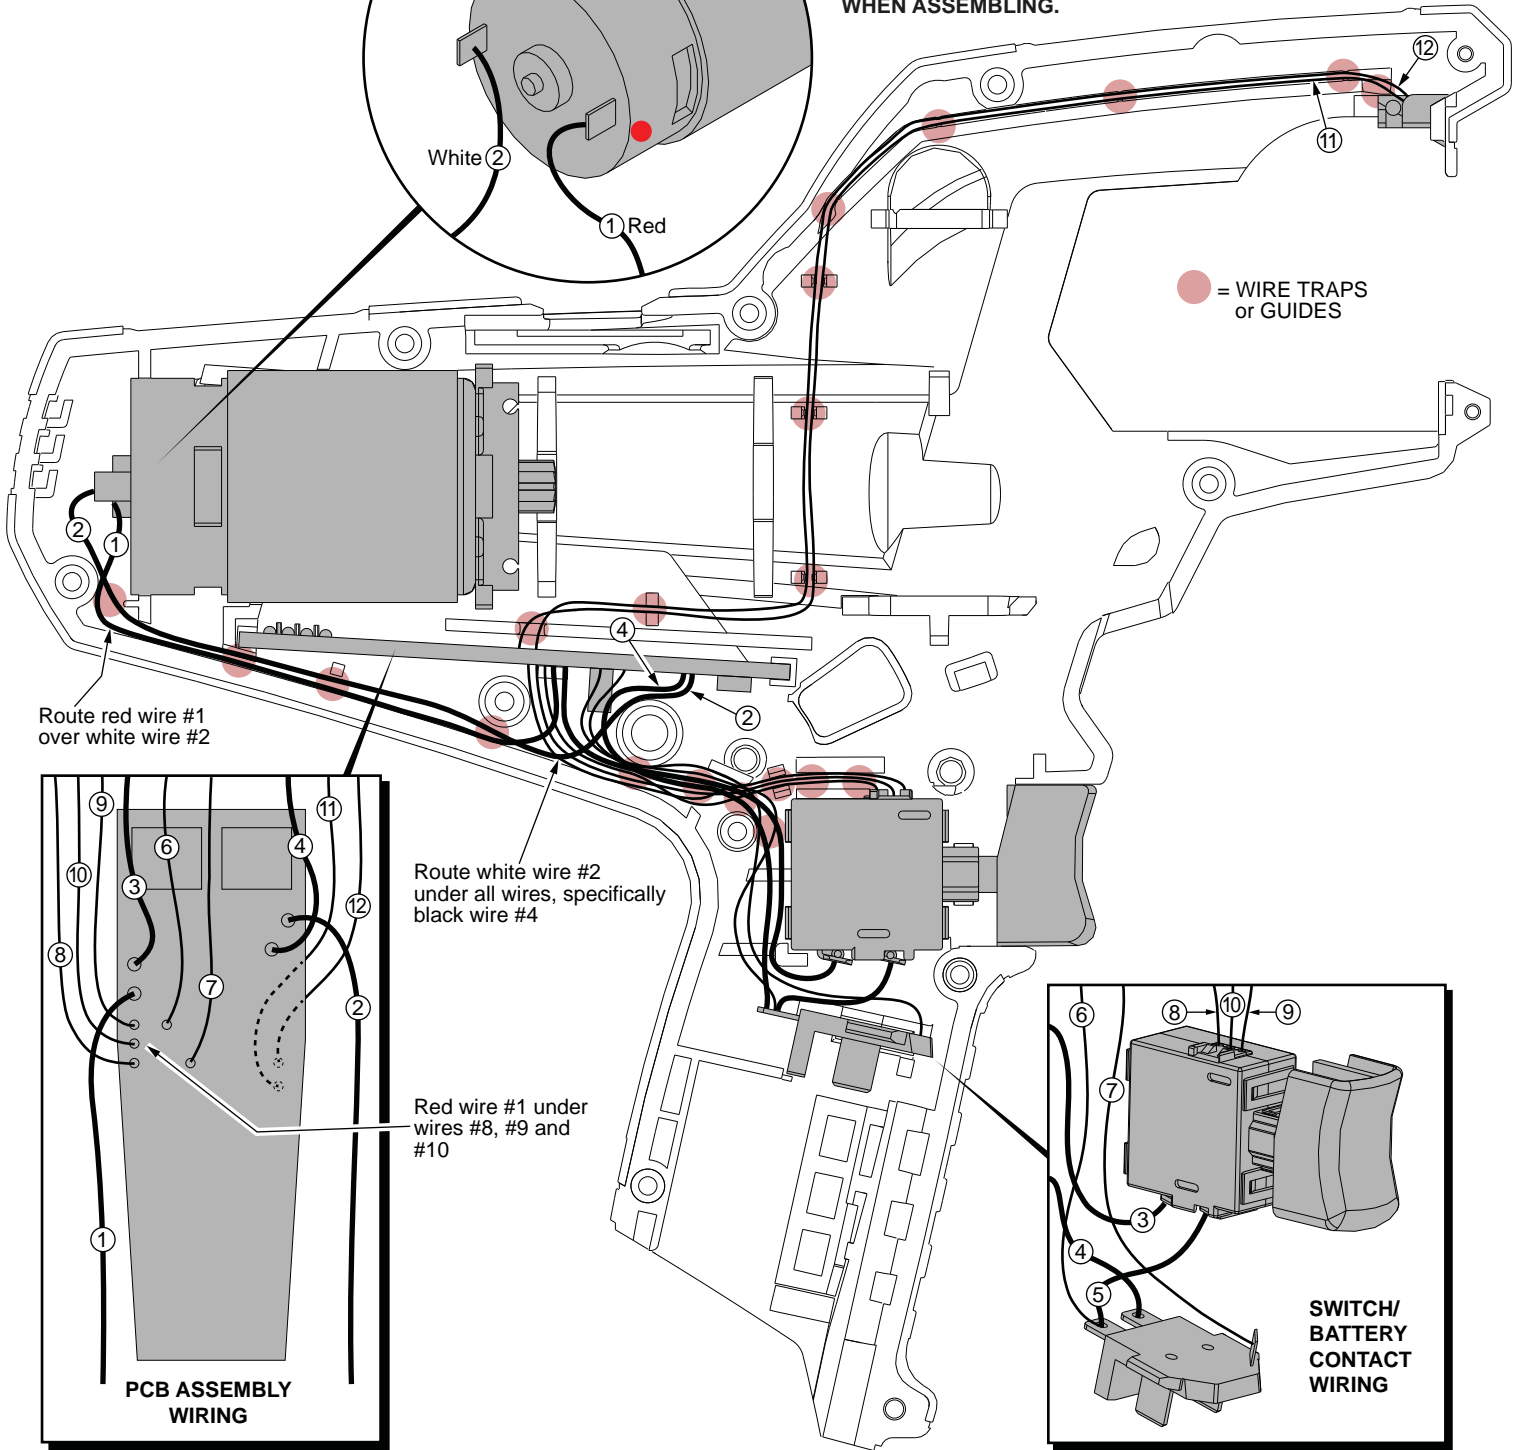 WHEN ASSEMBLING.
12
11
White 2
1 Red
= WIRE TRAPS
or GUIDES
2
1
4
2
Route red wire #1
over white wire #2
Route white wire #2
under all wires, specifically
black wire #4
Red wire #1 under
wires #8, #9 and
#10
9
11
6
4
10
3
12
8
7
2
1
PCB ASSEMBLY
WIRING
6
8
10
9
7
3
4
5
SWITCH/
BATTERY
CONTACT
WIRING